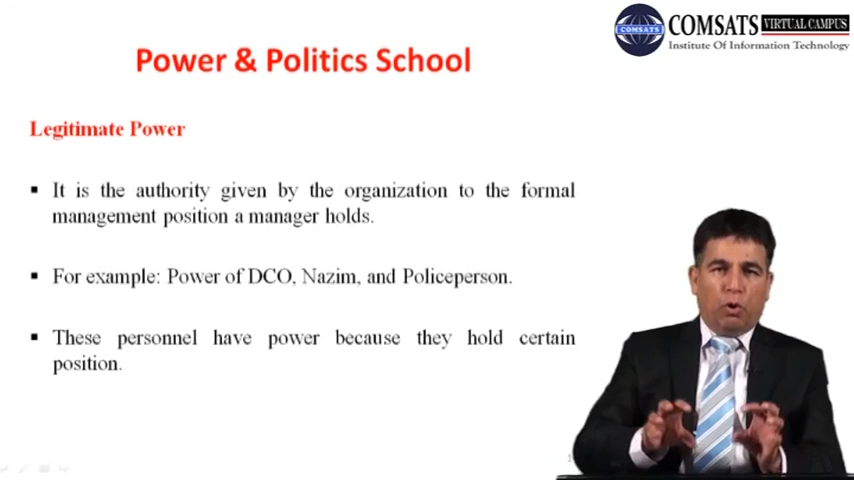 COMSATS VIRTUAL CAMPUS
Institute Of Information Technology
COMSATS
Power & Politics School
Legitimate Power
▪ It is the authority given by the organization to the formal
management position a manager holds.
▪ For example: Power of DCO, Nazim, and Policeperson.
▪ These personnel have power because they hold certain
position.